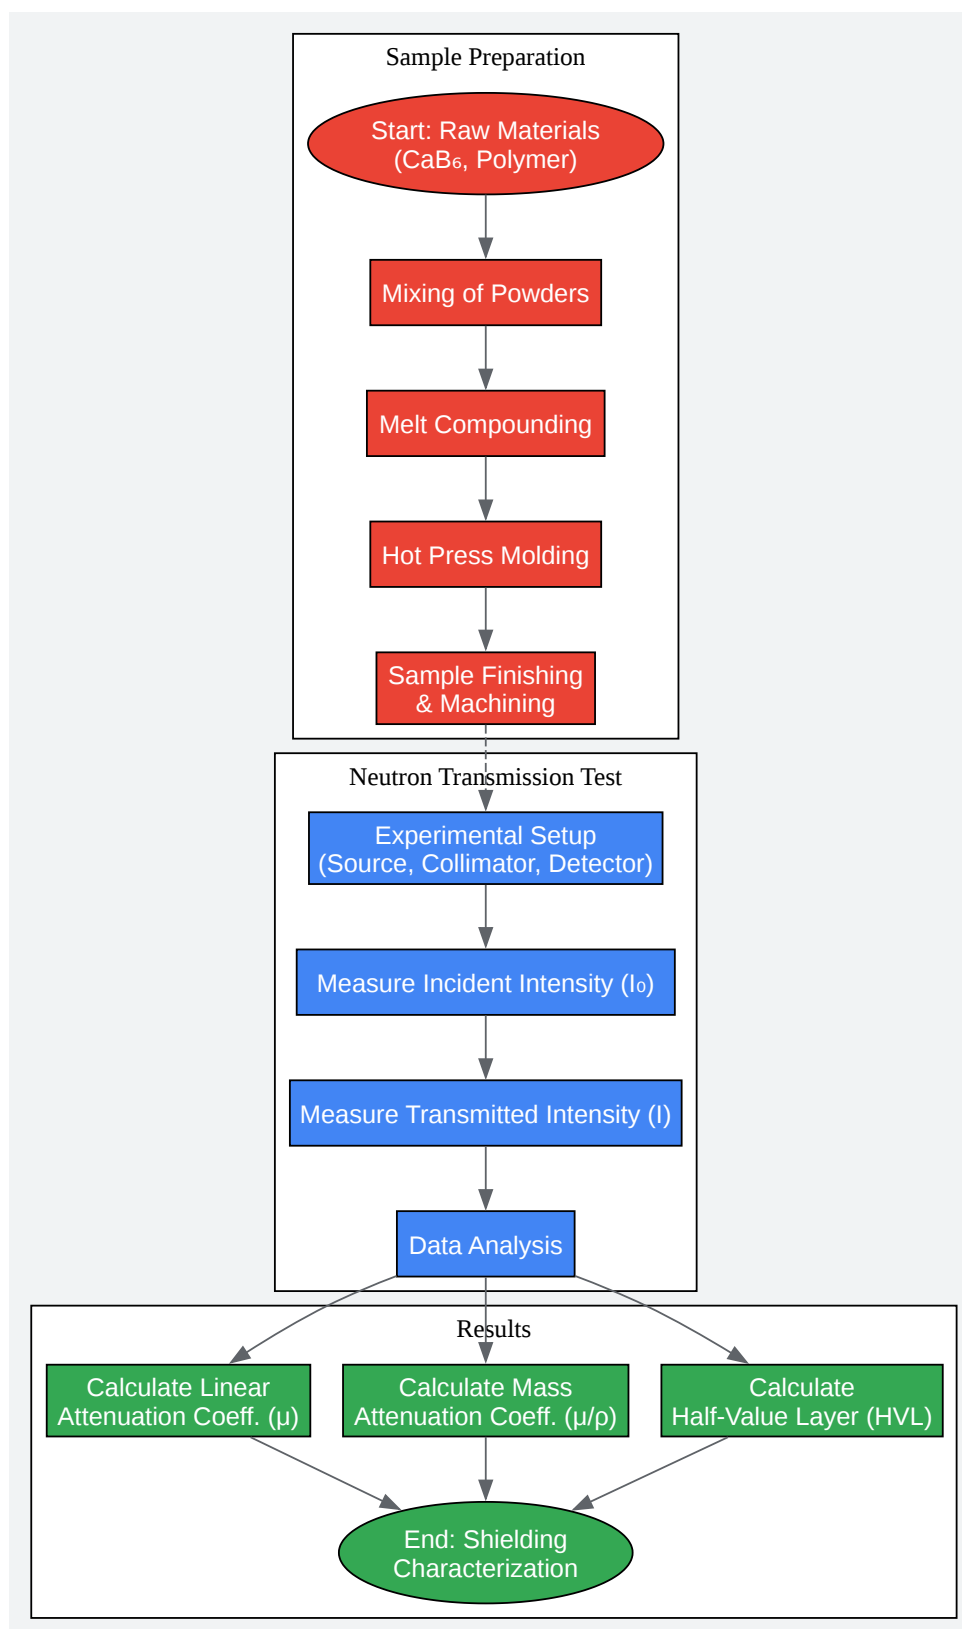 Sample Preparation
Start: Raw Materials
(CaB₆, Polymer)
Mixing of Powders
Melt Compounding
Hot Press Molding
Sample Finishing
& Machining
Neutron Transmission Test
Experimental Setup
(Source, Collimator, Detector)
Measure Incident Intensity (I₀)
Measure Transmitted Intensity (I)
Data Analysis
Results
Calculate Linear
Attenuation Coeff. (μ)
Calculate Mass
Attenuation Coeff. (μ/ρ)
Calculate
Half-Value Layer (HVL)
End: Shielding
Characterization